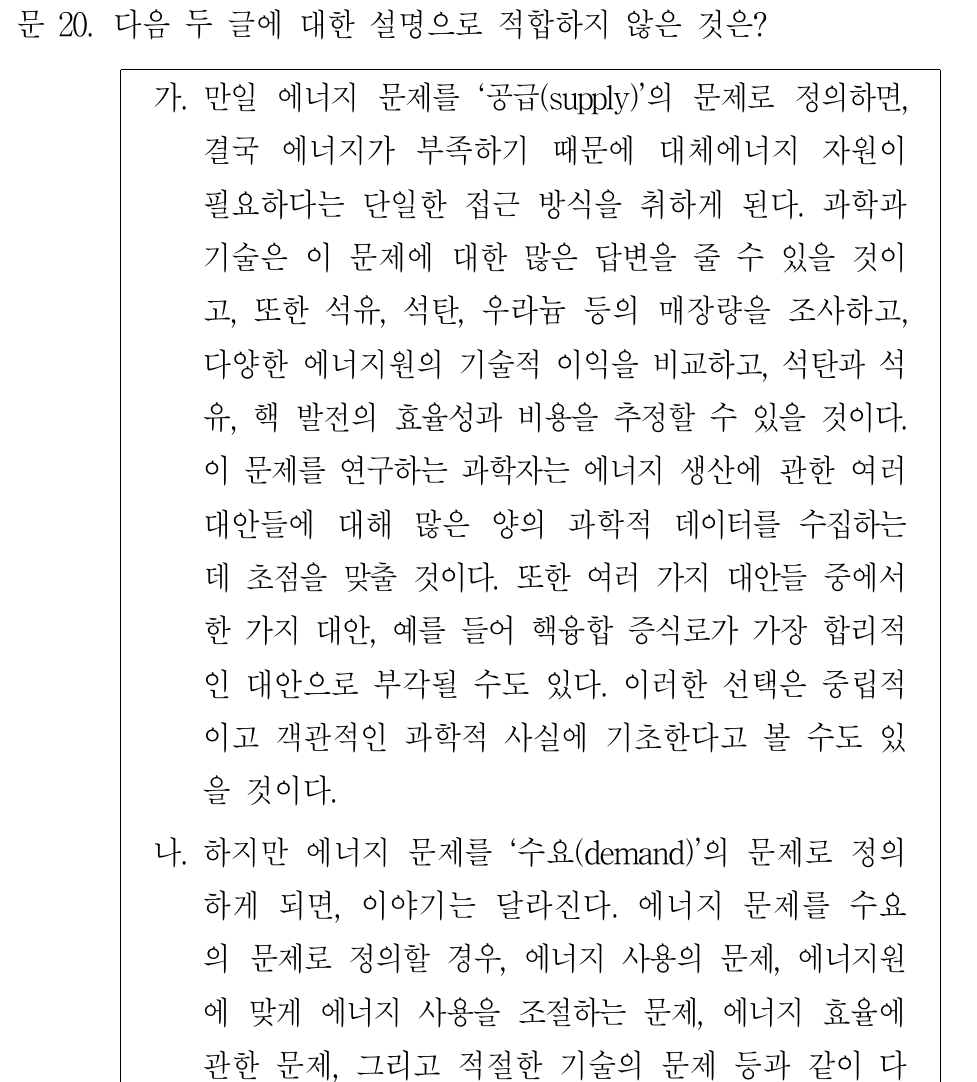 문 20. 다음 두 글에 대한 설명으로 적합하지 않은 것은?
가. 만일 에너지 문제를 ‘공급(supply)’의 문제로 정의하면,
결국 에너지가 부족하기 때문에 대체에너지 자원이
필요하다는 단일한 접근 방식을 취하게 된다. 과학과
기술은 이 문제에 대한 많은 답변을 줄 수 있을 것이
고, 또한 석유, 석탄, 우라늄 등의 매장량을 조사하고,
다양한 에너지원의 기술적 이익을 비교하고, 석탄과 석
유, 핵 발전의 효율성과 비용을 추정할 수 있을 것이다.
이 문제를 연구하는 과학자는 에너지 생산에 관한 여러
대안들에 대해 많은 양의 과학적 데이터를 수집하는
데 초점을 맞출 것이다. 또한 여러 가지 대안들 중에서
한 가지 대안, 예를 들어 핵융합 증식로가 가장 합리적
인 대안으로 부각될 수도 있다. 이러한 선택은 중립적
이고 객관적인 과학적 사실에 기초한다고 볼 수도 있
을 것이다.
나. 하지만 에너지 문제를 ‘수요(demand)’의 문제로 정의
하게 되면, 이야기는 달라진다. 에너지 문제를 수요
의 문제로 정의할 경우, 에너지 사용의 문제, 에너지원
에 맞게 에너지 사용을 조절하는 문제, 에너지 효율에
관한 문제, 그리고 적절한 기술의 문제 등과 같이 다